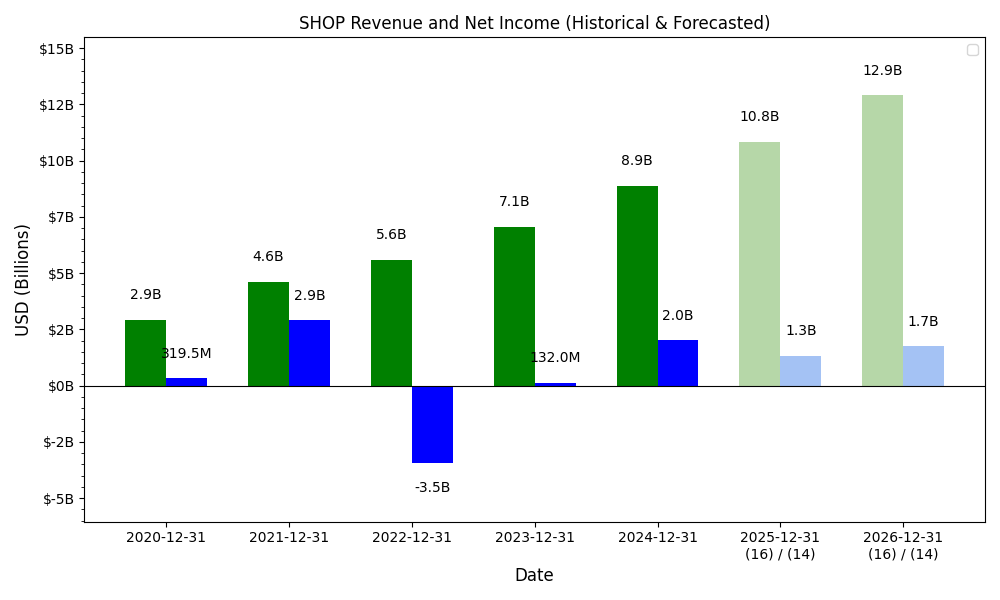 SHOP Revenue and Net Income (Historical & Forecasted)
USD (Billions)
$15B
$12B
$10B
$7B
$5B
$2B
$0B
$-2B
$-5B
2.9B
319.5M
4.6B
2.9B
5.6B
-3.5B
7.1B
132.0M
8.9B
2.0B
10.8B
1.3B
12.9B
1.7B
2020-12-31
2021-12-31
2022-12-31
2023-12-31
2024-12-31
2025-12-31
(16) / (14)
2026-12-31
(16) / (14)
Date